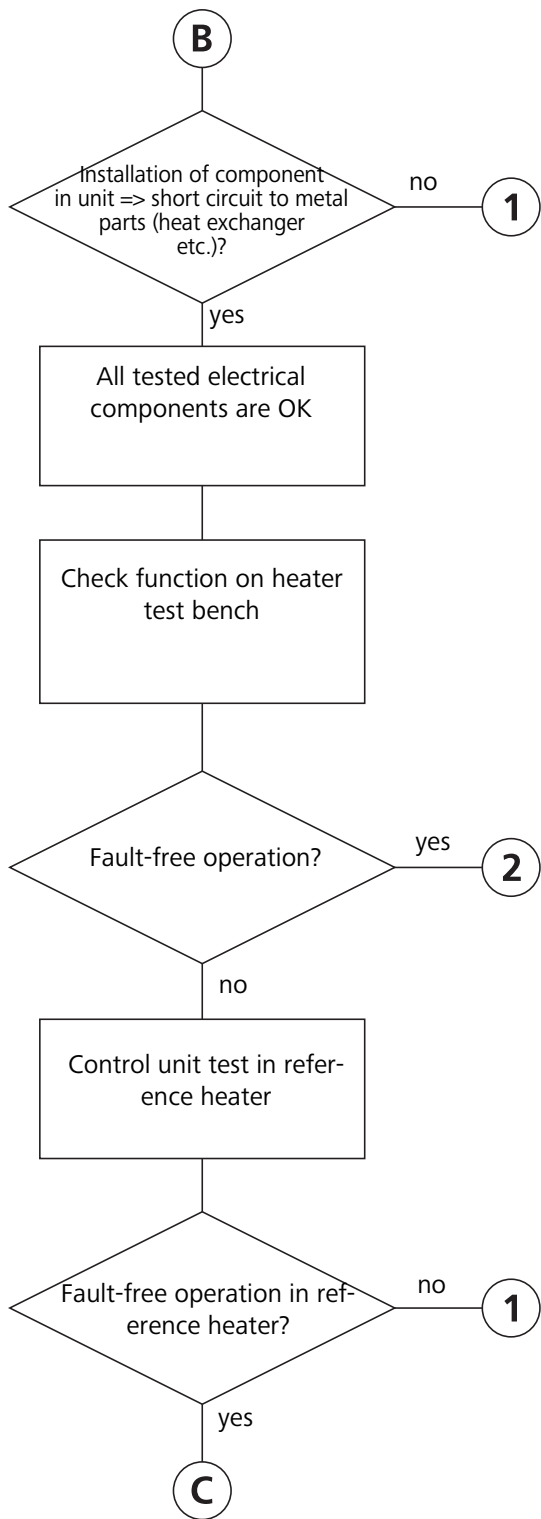 B
Installation of component
in unit => short circuit to metal
parts (heat exchanger
etc.)?
no
1
yes
All tested electrical
components are OK
Check function on heater
test bench
Fault-free operation?
yes
2
no
Control unit test in refer-
ence heater
Fault-free operation in ref-
erence heater?
no
1
yes
C